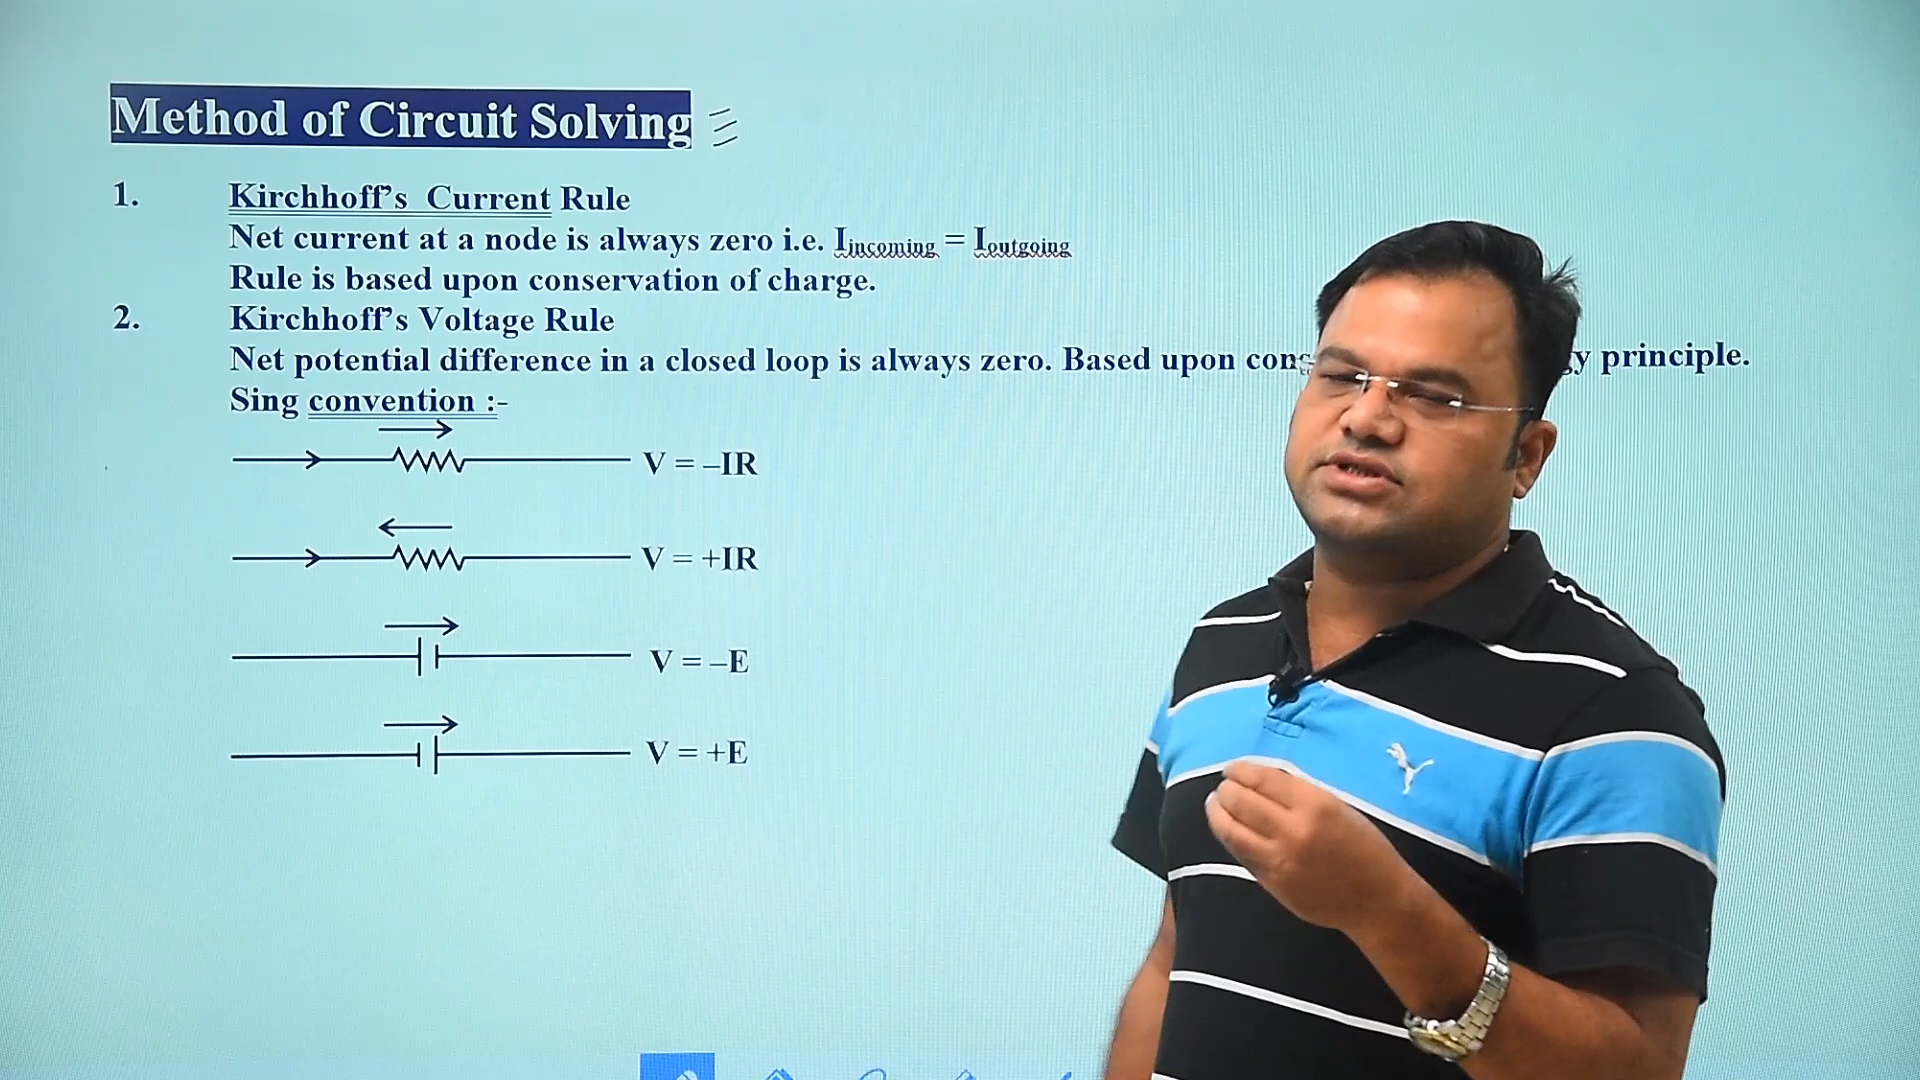 Method of Circuit Solving
1. Kirchhoff's Current Rule
Net current at a node is always zero i.e. Iincoming = Ioutgoing
Rule is based upon conservation of charge.
2. Kirchhoff's Voltage Rule
Net potential difference in a closed loop is always zero. Based upon principle.
Sing convention :-
V = –IR
V = +IR
V = –E
V = +E